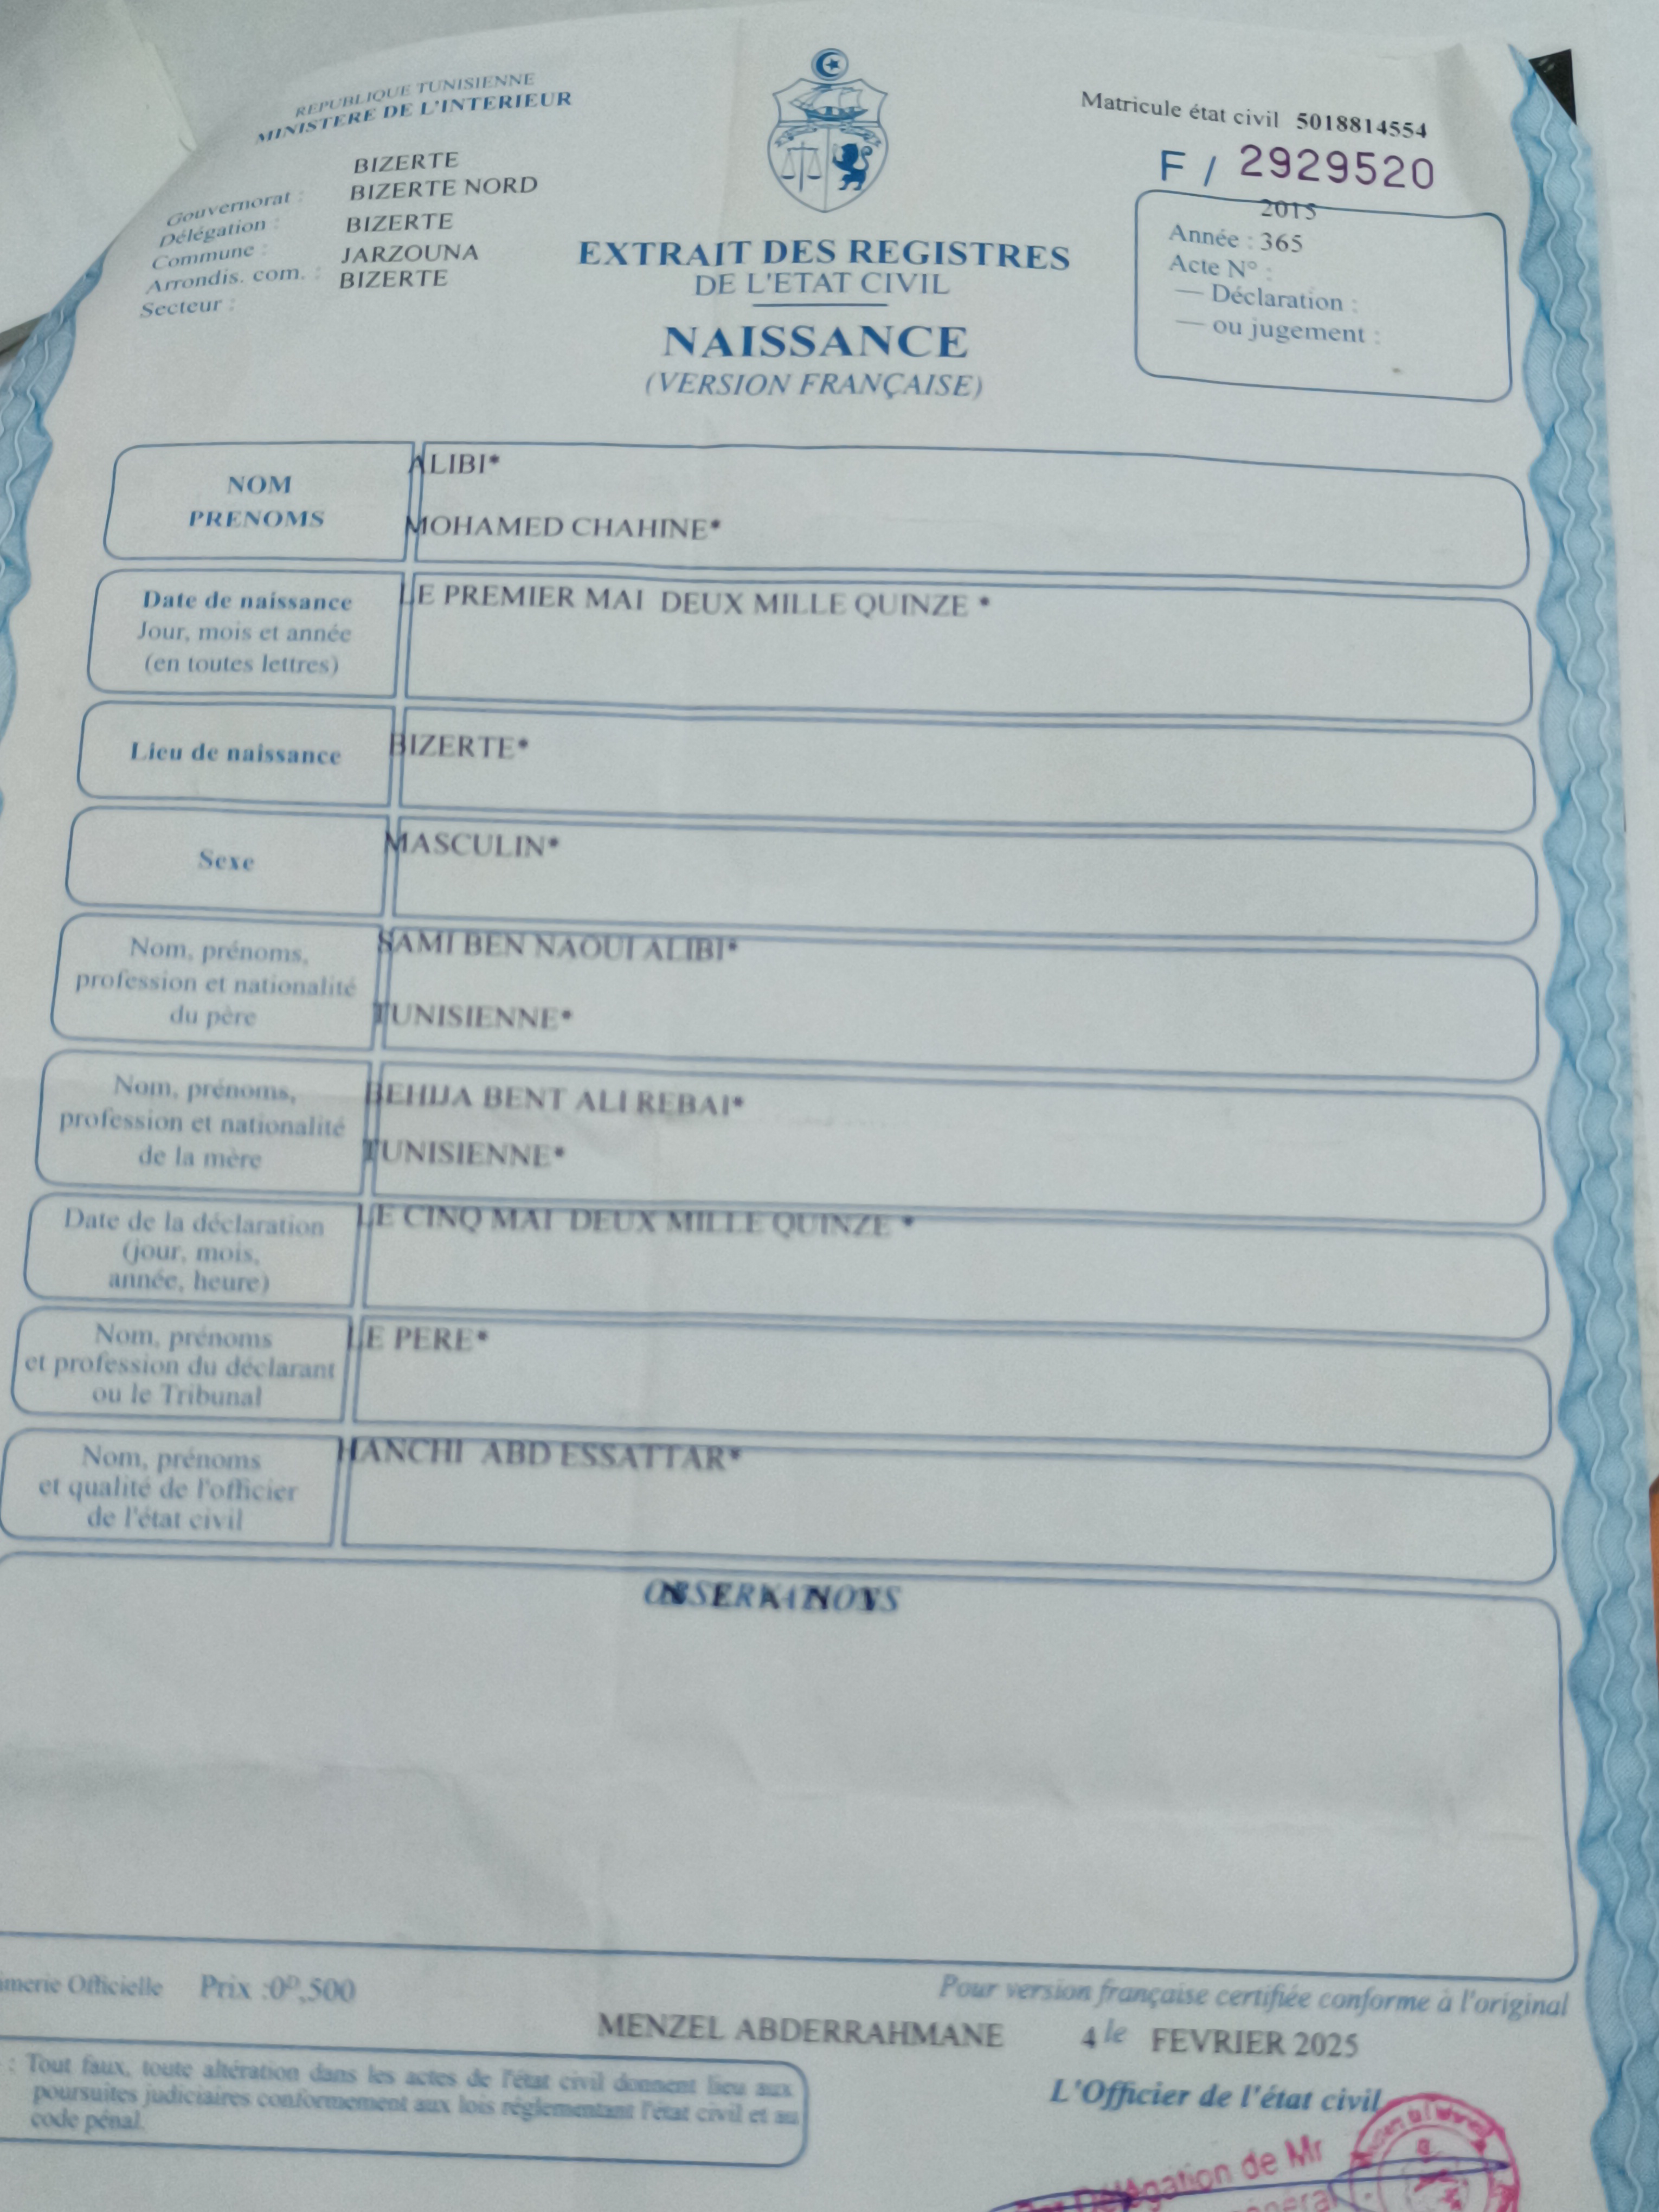 REPUBLIQUE TUNISIENNE
MINISTERE DE L'INTERIEUR
Gouvernorat : BIZERTE
Délégation : BIZERTE NORD
Commune : BIZERTE
Arrondis. com. : JARZOUNA
Secteur : BIZERTE
Matricule état civil 5018814554
F / 2929520
2015
Année : 365
Acte N° :
— Déclaration :
— ou jugement :
EXTRAIT DES REGISTRES
DE L'ETAT CIVIL
NAISSANCE
(VERSION FRANÇAISE)
NOM
PRENOMS
ALIBI*
MOHAMED CHAHINE*
Date de naissance
Jour, mois et année
(en toutes lettres)
LE PREMIER MAI DEUX MILLE QUINZE *
Lieu de naissance
BIZERTE*
Sexe
MASCULIN*
Nom, prénoms,
profession et nationalité
du père
SAMI BEN NAOUI ALIBI*
TUNISIENNE*
Nom, prénoms,
profession et nationalité
de la mère
BEHIJA BENT ALI REBAI*
TUNISIENNE*
Date de la déclaration
(jour, mois,
année, heure)
LE CINQ MAI DEUX MILLE QUINZE *
Nom, prénoms
et profession du déclarant
ou le Tribunal
LE PERE*
Nom, prénoms
et qualité de l'officier
de l'état civil
HANCHI ABD ESSATTAR*
OBSERVATIONS
Officielle Prix :0ᴰ,500
Pour version française certifiée conforme à l'original
MENZEL ABDERRAHMANE 4 le FEVRIER 2025
: Tout faux, toute altération dans les actes de l'état civil donnent lieu aux
poursuites judiciaires conformement aux lois réglementant l'état civil et au
code pénal.
L'Officier de l'état civil
Délégation de Mr